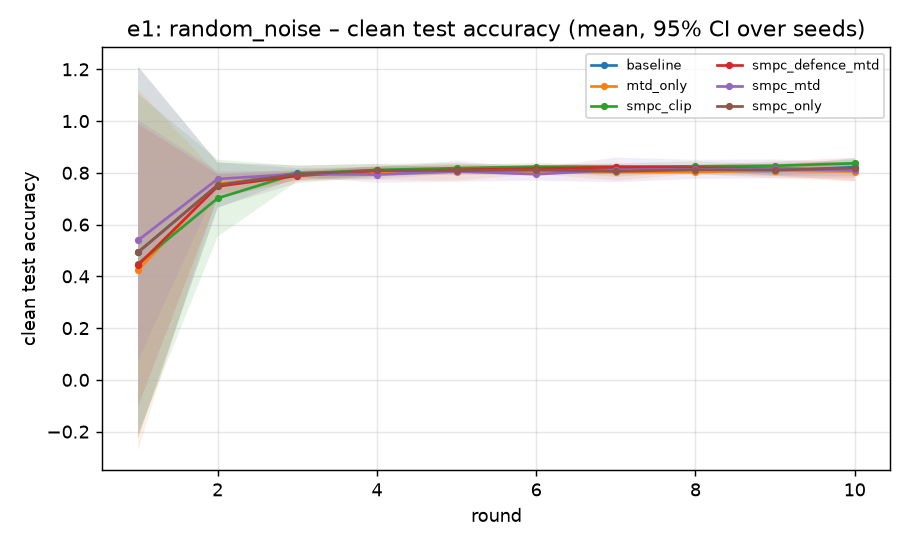 e1: random_noise – clean test accuracy (mean, 95% CI over seeds)
baseline
mtd_only
smpc_clip
smpc_defence_mtd
smpc_mtd
smpc_only
clean test accuracy
1.2
1.0
0.8
0.6
0.4
0.2
0.0
−0.2
2
4
6
8
10
round